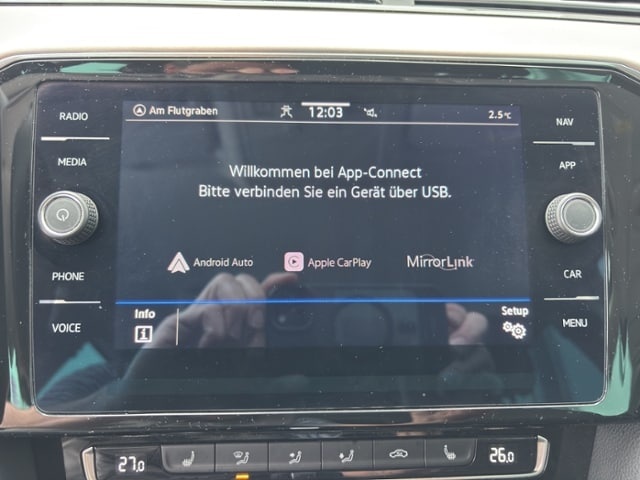 RADIO
MEDIA
PHONE
VOICE
Am Flutgraben 12:03 2.5°C
Willkommen bei App-Connect
Bitte verbinden Sie ein Gerät über USB.
Android Auto Apple CarPlay MirrorLink
Info Setup
NAV
APP
CAR
MENU
27.0 26.0